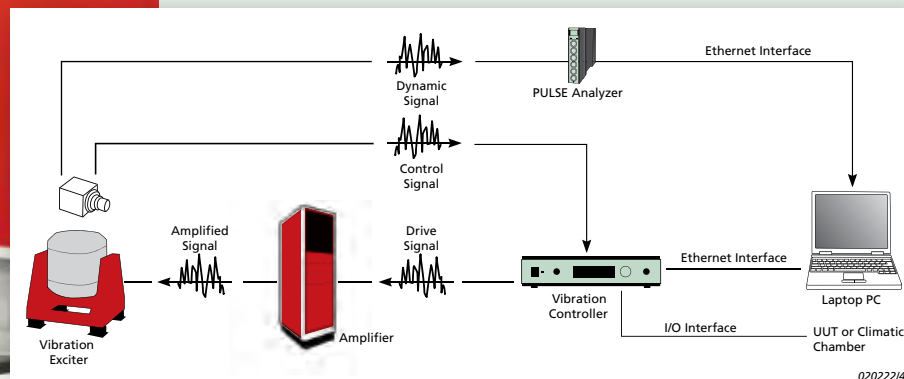 Ethernet Interface
Dynamic
Signal
PULSE Analyzer
Control
Signal
Amplified
Signal
Drive
Signal
Ethernet Interface
Laptop PC
Vibration
Controller
I/O Interface
UUT or Climatic
Chamber
Amplifier
Vibration
Exciter
020222/4